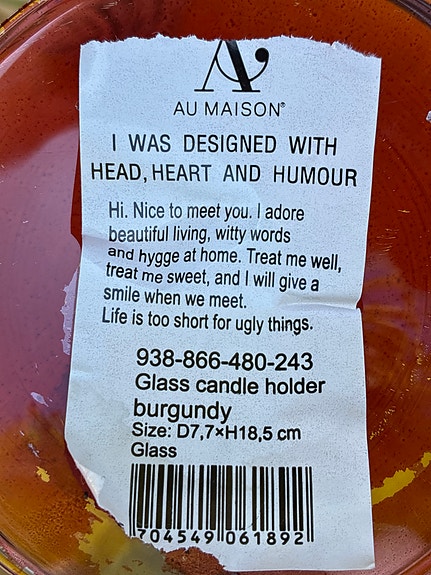 AU MAISON®
I WAS DESIGNED WITH
HEAD, HEART AND HUMOUR
Hi. Nice to meet you. I adore
beautiful living, witty words
and hygge at home. Treat me well,
treat me sweet, and I will give a
smile when we meet.
Life is too short for ugly things.
938-866-480-243
Glass candle holder
burgundy
Size: D7,7×H18,5 cm
Glass
704549 061892